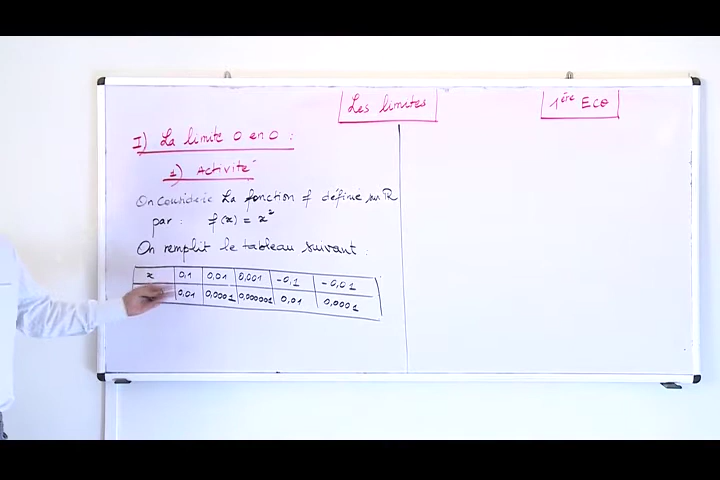 Les limites
1ère Eco
I) La limite 0 en 0 :
1) Activité
On considère la fonction f définie sur ℝ
par : f(x) = x²
On remplit le tableau suivant :
x 0,1 0,01 0,001 -0,1 -0,01
0,01 0,0001 0,000001 0,01 0,0001